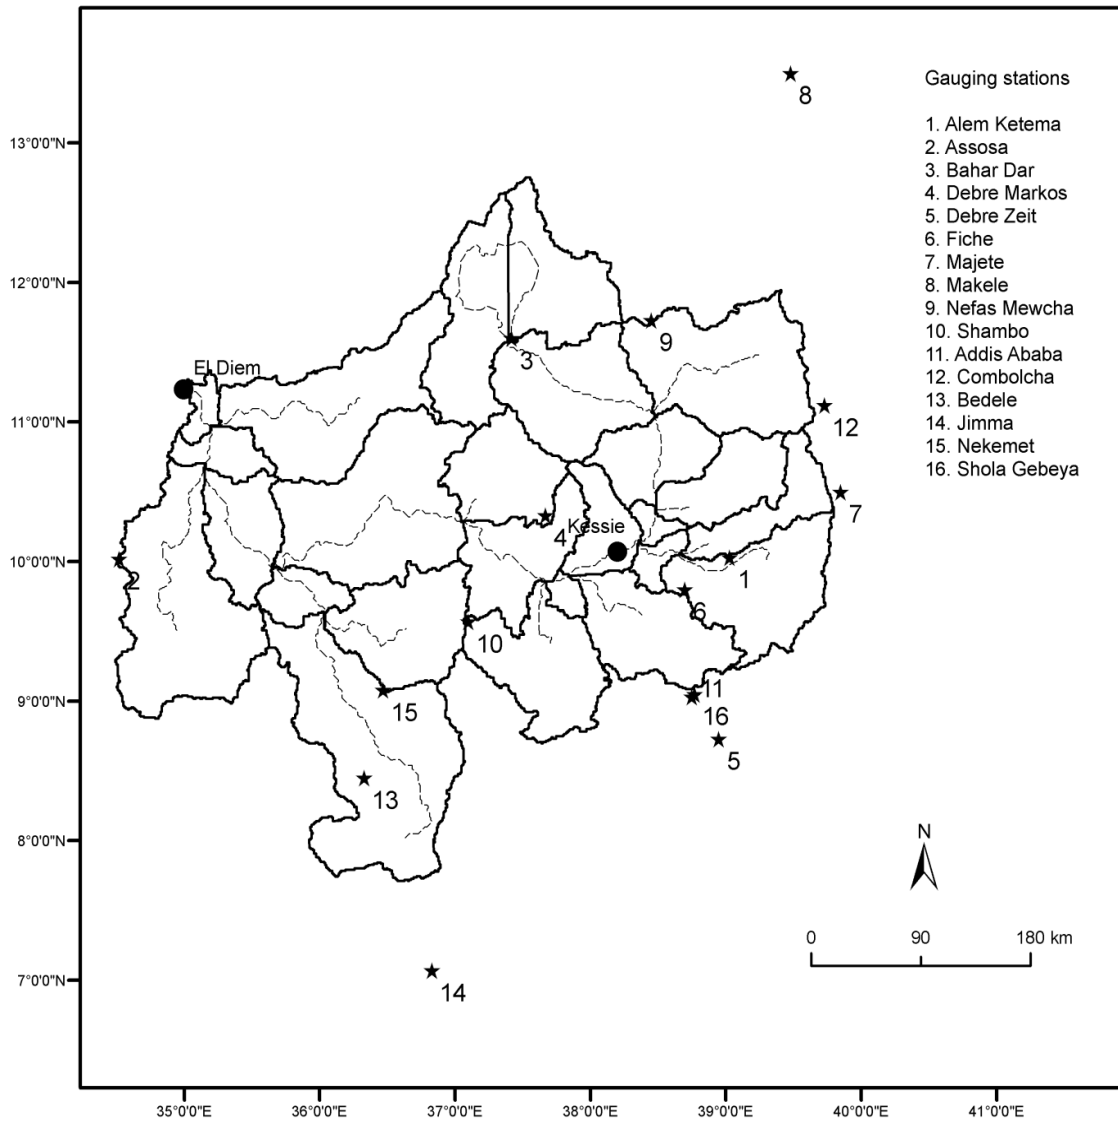 8
Gauging stations
1. Alem Ketema
2. Assosa
3. Bahar Dar
4. Debre Markos
5. Debre Zeit
6. Fiche
7. Majete
8. Makele
9. Nefas Mewcha
10. Shambo
11. Addis Ababa
12. Combolcha
13. Bedele
14. Jimma
15. Nekemet
16. Shola Gebeya
13°0'0"N
12°0'0"N
11°0'0"N
10°0'0"N
9°0'0"N
8°0'0"N
7°0'0"N
9
3
El Diem
12
7
Kessie
4
1
2
6
10
11
15
16
5
13
14
N
0 90 180 km
35°0'0"E 36°0'0"E 37°0'0"E 38°0'0"E 39°0'0"E 40°0'0"E 41°0'0"E